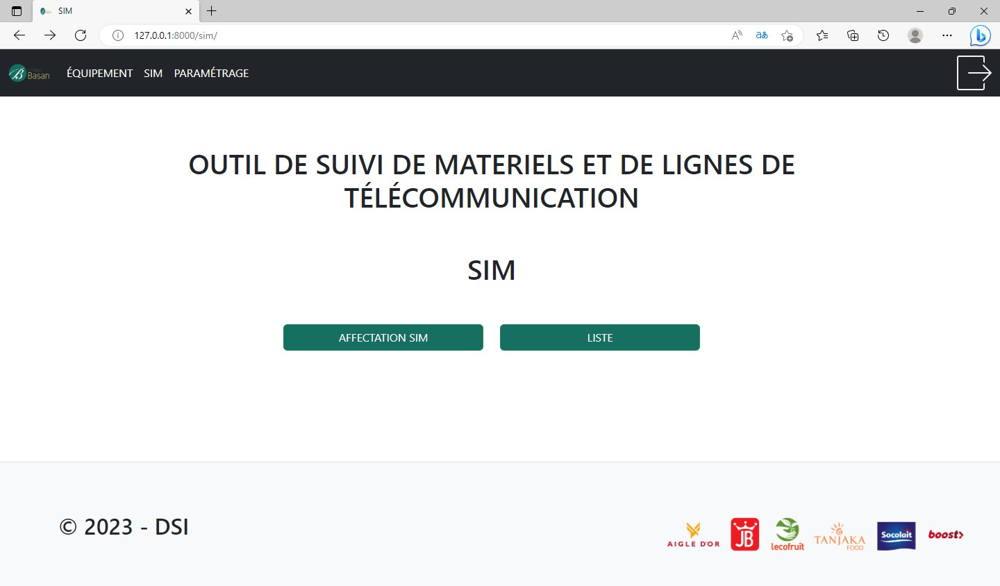 SIM
127.0.0.1:8000/sim/
Basan
ÉQUIPEMENT SIM PARAMÉTRAGE
OUTIL DE SUIVI DE MATERIELS ET DE LIGNES DE
TÉLÉCOMMUNICATION
SIM
AFFECTATION SIM LISTE
© 2023 - DSI
AIGLE D'OR
JB
lecofruit
TANJAKA
FOOD
Socolait
boost